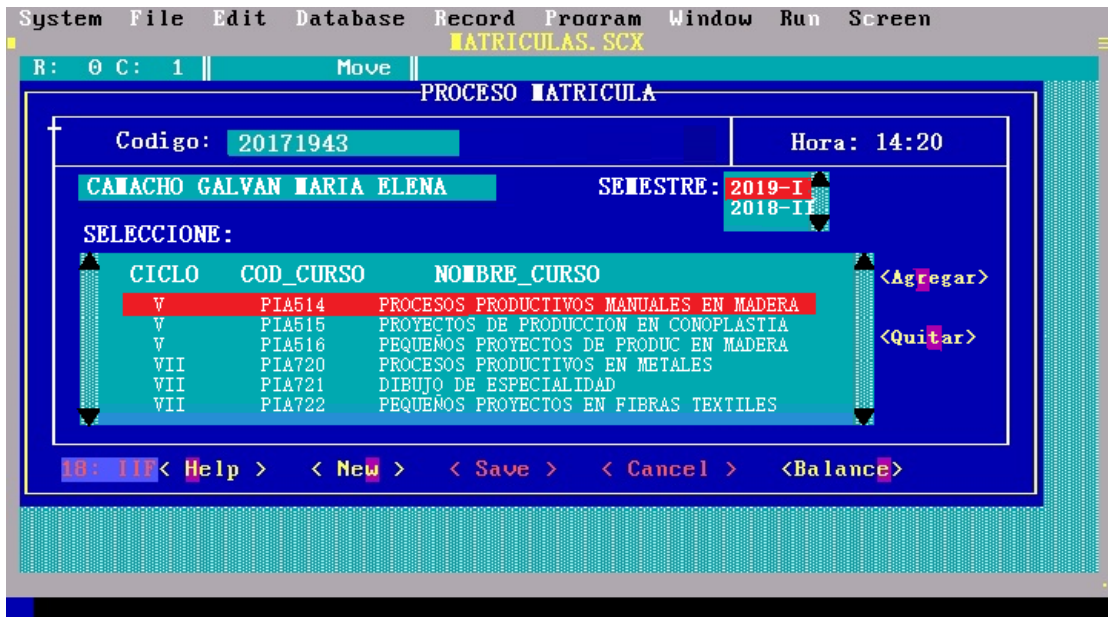 System File Edit Database Record Program Window Run Screen
MATRICULAS.SCX
R: 0 C: 1 Move
PROCESO MATRICULA
Codigo: 20171943 Hora: 14:20
CAMACHO GALVAN MARIA ELENA SEMESTRE: 2019-I
2018-II
SELECCIONE:
CICLO COD_CURSO NOMBRE_CURSO <Agregar>
V PIA514 PROCESOS PRODUCTIVOS MANUALES EN MADERA
V PIA515 PROYECTOS DE PRODUCCION EN CONOPLASTIA
V PIA516 PEQUEÑOS PROYECTOS DE PRODUC EN MADERA <Quitar>
VII PIA720 PROCESOS PRODUCTIVOS EN METALES
VII PIA721 DIBUJO DE ESPECIALIDAD
VII PIA722 PEQUEÑOS PROYECTOS EN FIBRAS TEXTILES
18: IIF< Help > < New > < Save > < Cancel > <Balance>